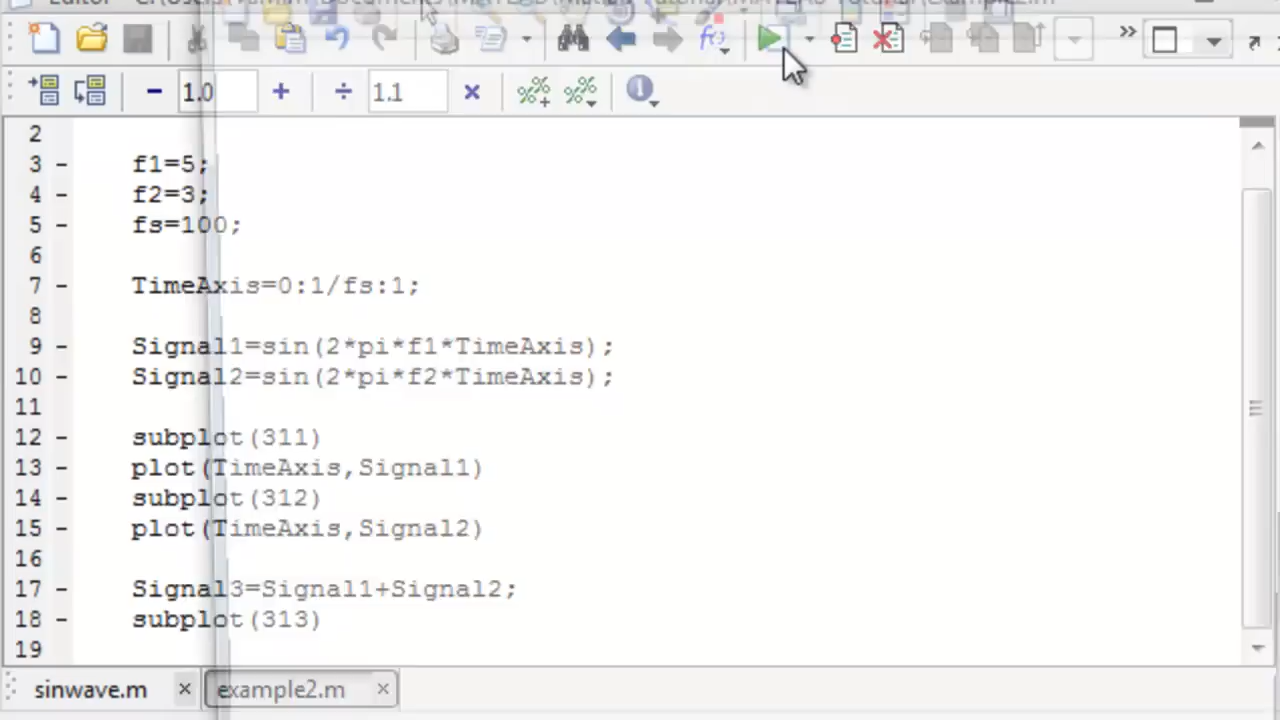 1.0
1.1
2
3 - f1=5;
4 - f2=3;
5 - fs=100;
6
7 - TimeAxis=0:1/fs:1;
8
9 - Signal1=sin(2*pi*f1*TimeAxis);
10 - Signal2=sin(2*pi*f2*TimeAxis);
11
12 - subplot(311)
13 - plot(TimeAxis,Signal1)
14 - subplot(312)
15 - plot(TimeAxis,Signal2)
16
17 - Signal3=Signal1+Signal2;
18 - subplot(313)
19
sinwave.m × example2.m ×